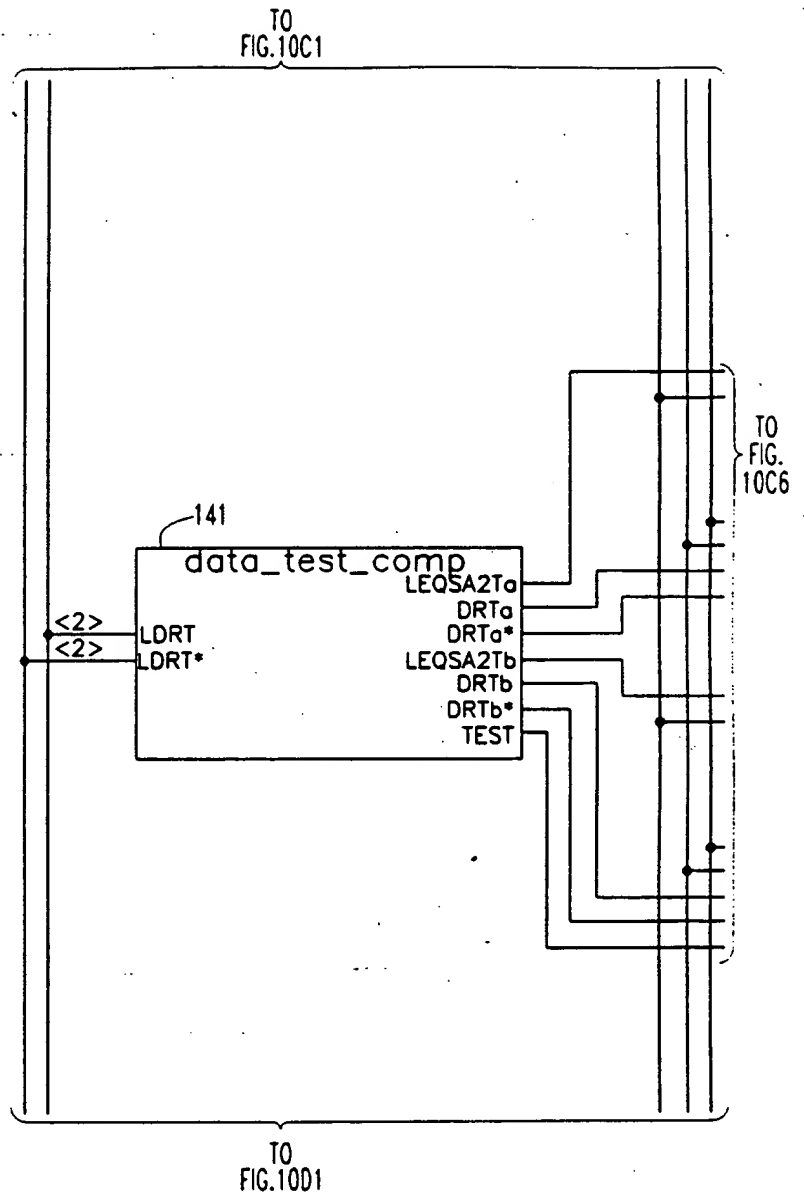 TO
FIG.10C1
TO
FIG.
10C6
141
data_test_comp
LEQSA2Ta
DRTa
<2>
LDRT
DRTa*
<2>
LDRT*
LEQSA2Tb
DRTb
DRTb*
TEST
TO
FIG.10D1